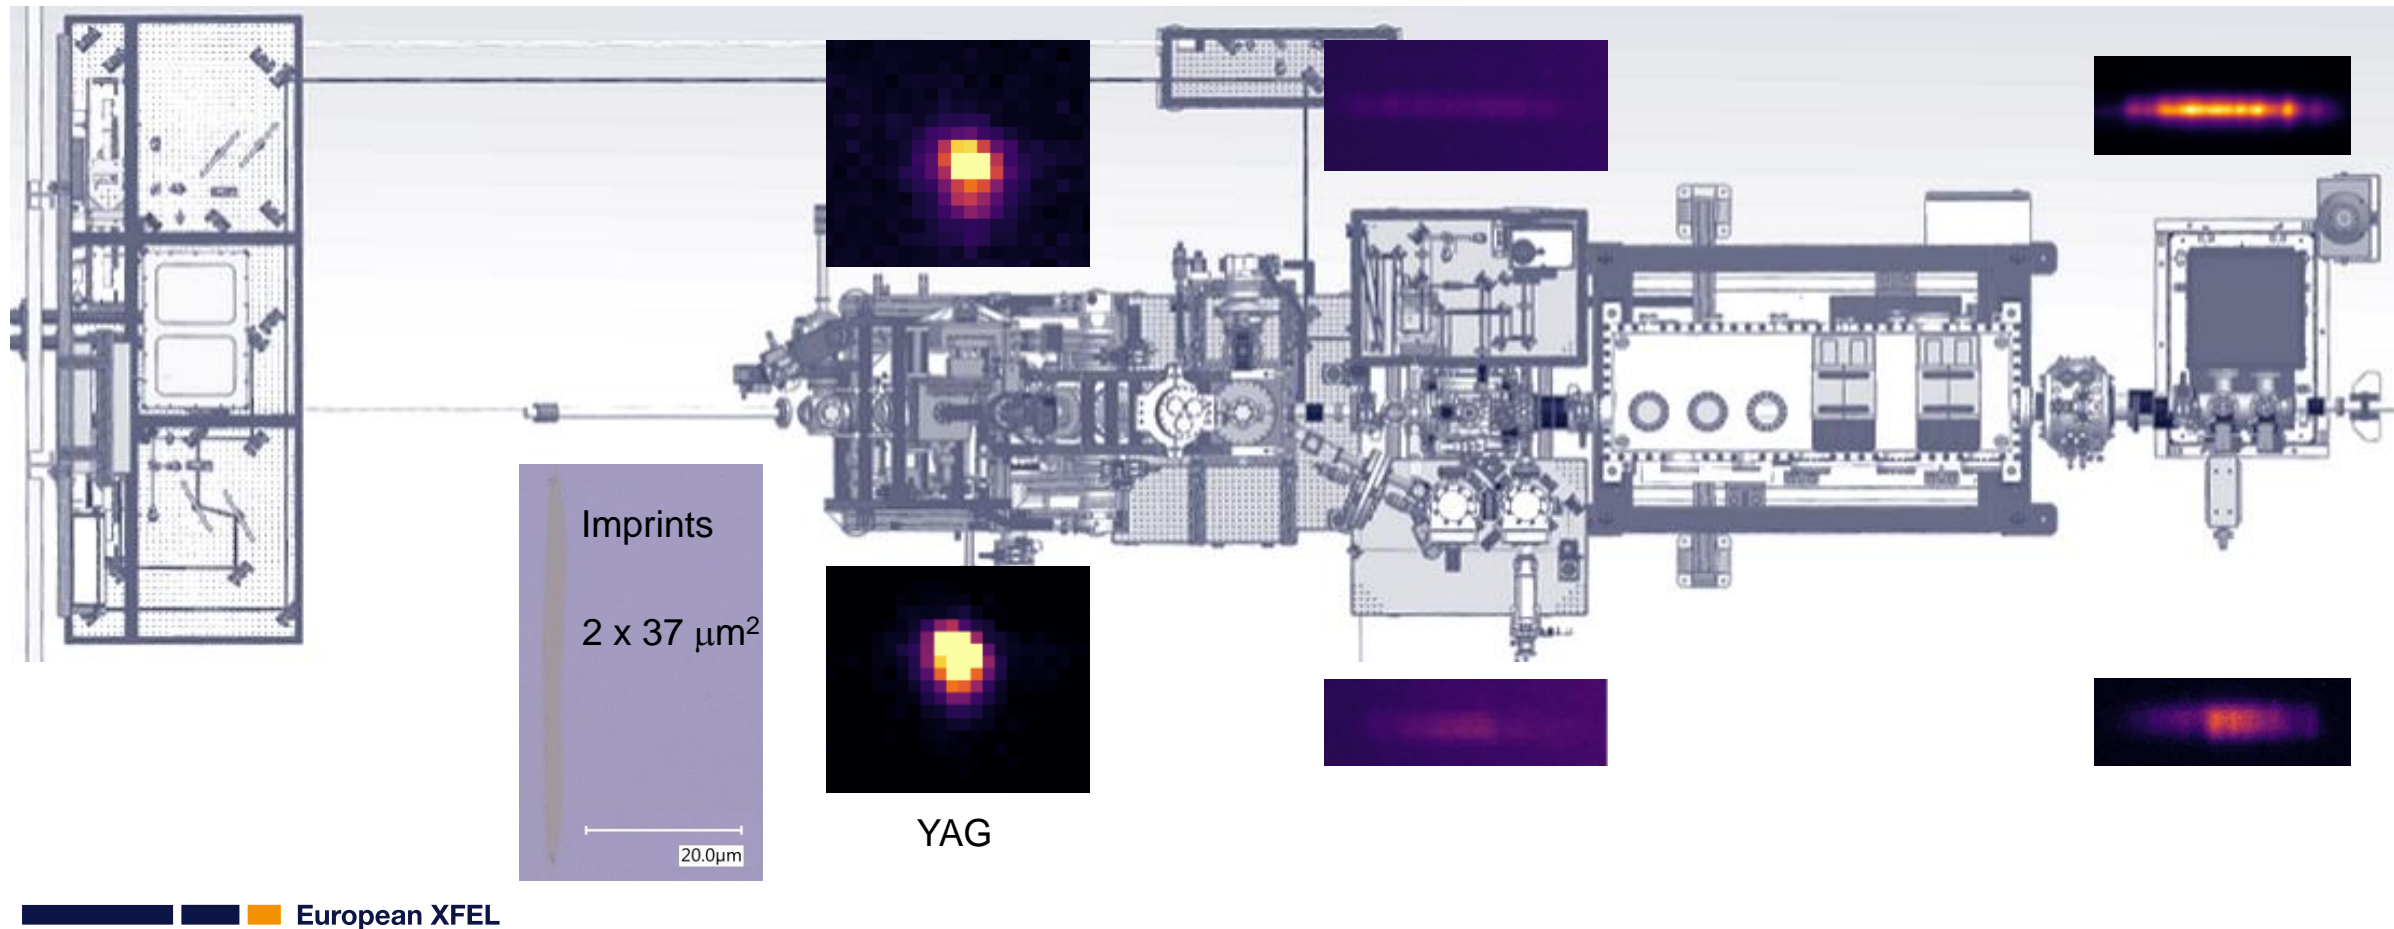 Imprints
2 x 37 μm²
20.0μm
YAG
European XFEL